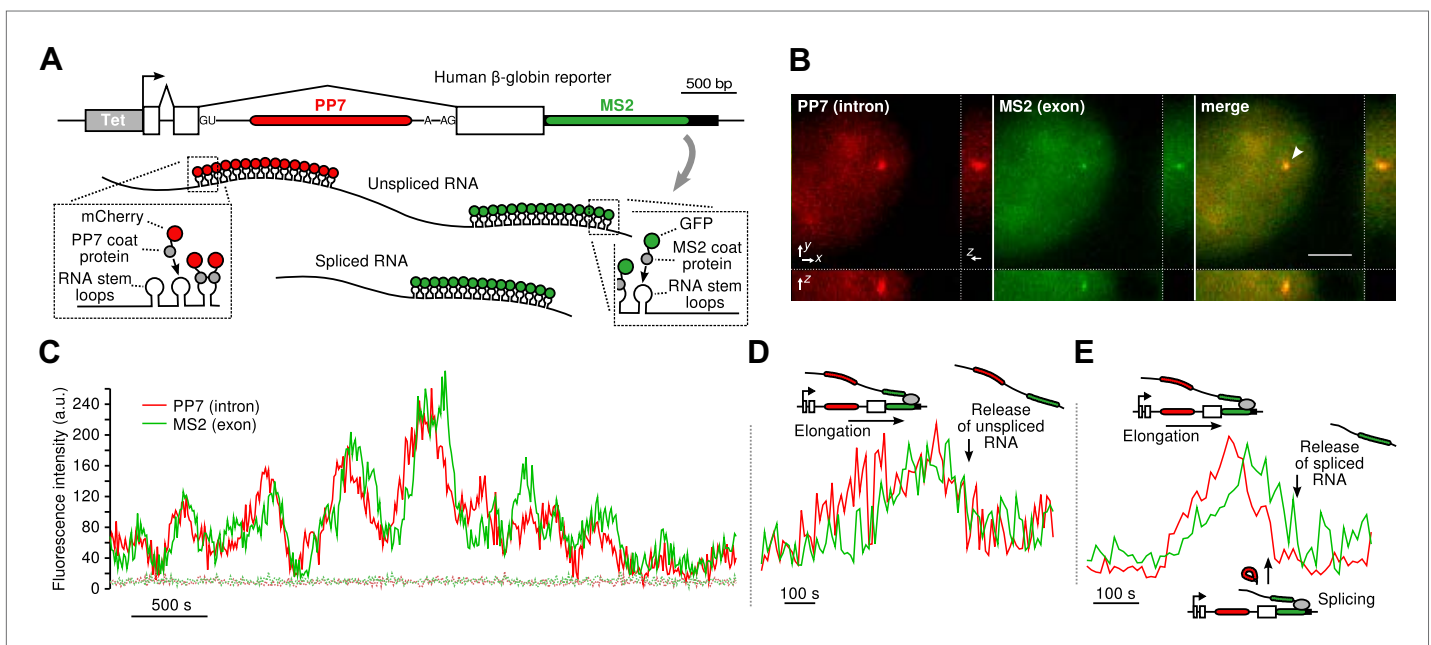 A
Human β-globin reporter
500 bp
PP7
MS2
Tet
GU
A
AG
Unspliced RNA
mCherry
PP7 coat
protein
RNA stem
loops
GFP
MS2 coat
protein
RNA stem
loops
Spliced RNA
B
PP7 (intron)
MS2 (exon)
merge
y
x
z
z
C
Fluorescence intensity (a.u.)
240
200
160
120
80
40
0
PP7 (intron)
MS2 (exon)
500 s
D
Elongation
Release
of unspliced
RNA
100 s
E
Elongation
Release
of spliced
RNA
Splicing
100 s